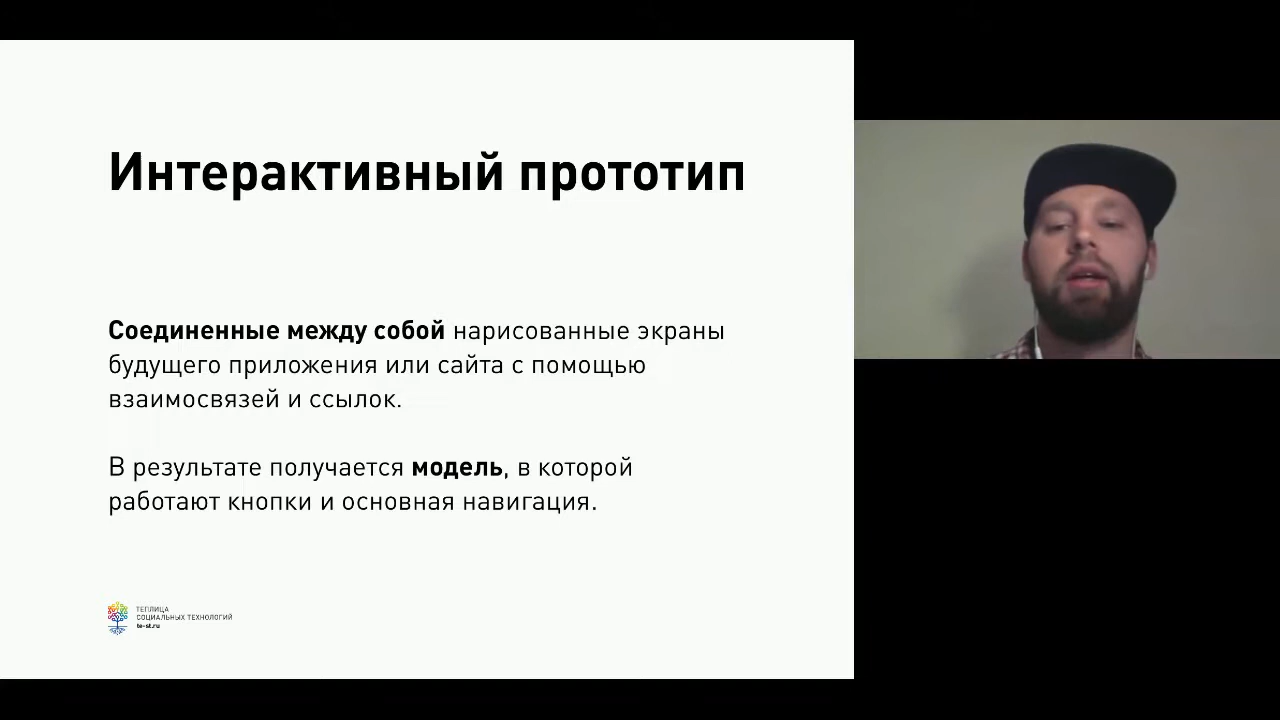 Интерактивный прототип
Соединенные между собой нарисованные экраны
будущего приложения или сайта с помощью
взаимосвязей и ссылок.
В результате получается модель, в которой
работают кнопки и основная навигация.
ТЕПЛИЦА
СОЦИАЛЬНЫХ ТЕХНОЛОГИЙ
te-st.ru